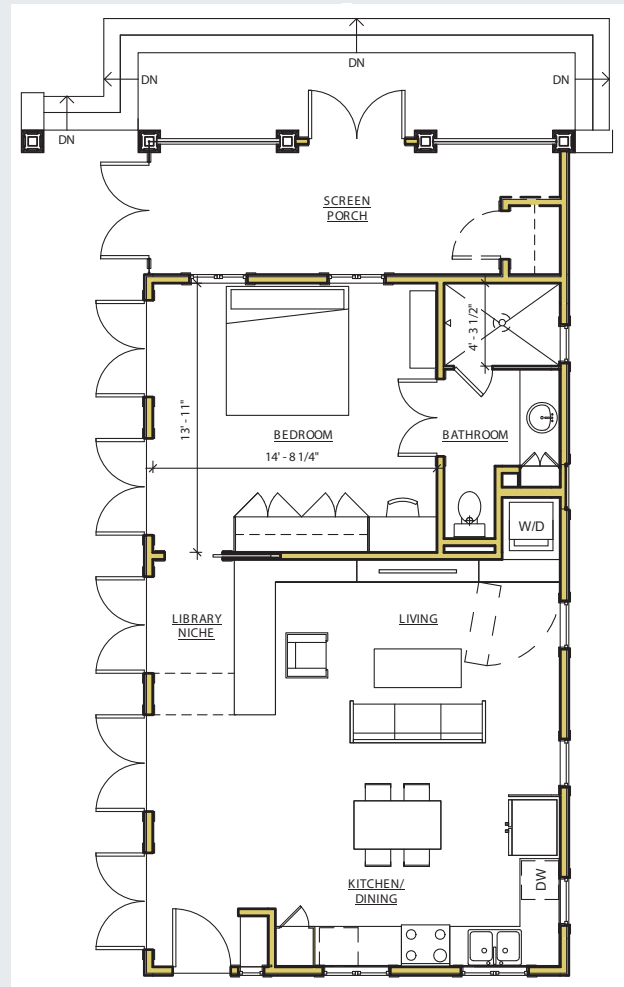 DN
DN
DN
DN
SCREEN
PORCH
4' - 3 1/2"
13' - 11"
BEDROOM
BATHROOM
14' - 8 1/4"
W/D
LIBRARY
NICHE
LIVING
DW
KITCHEN/
DINING